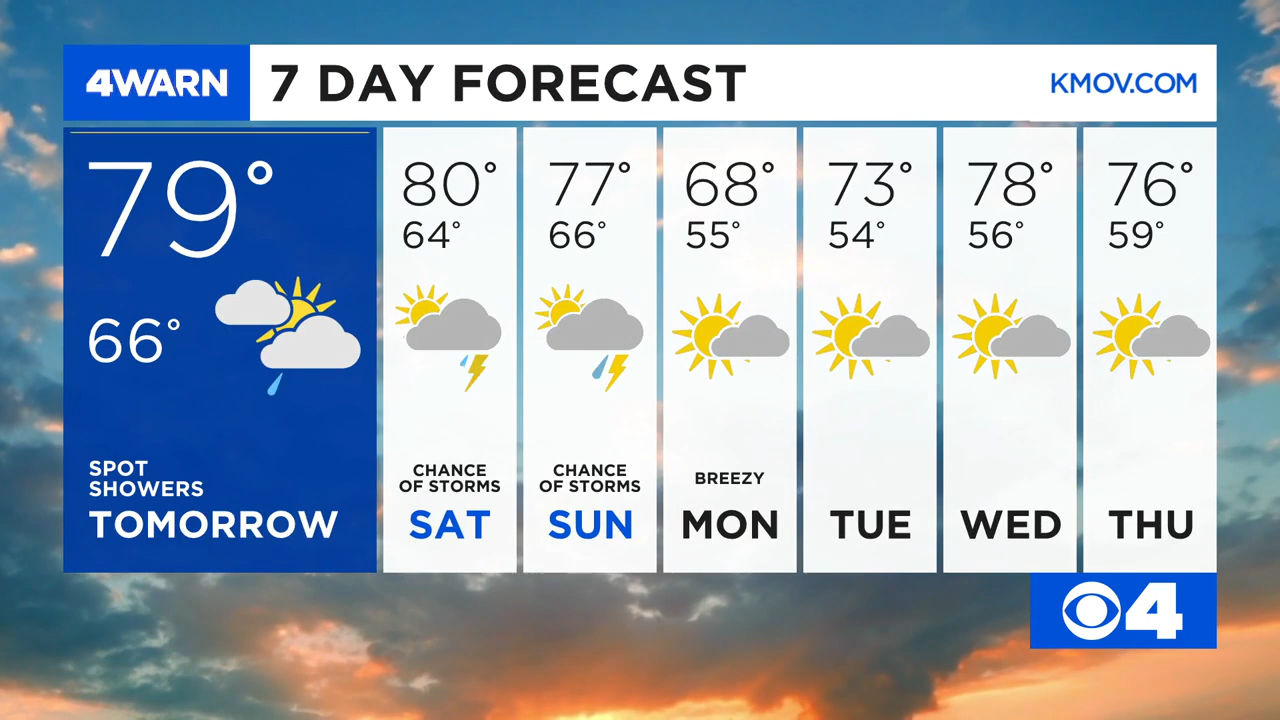 4WARN
7 DAY FORECAST
KMOV.COM
79°
66°
SPOT
SHOWERS
TOMORROW
80°
64°
CHANCE
OF STORMS
SAT
77°
66°
CHANCE
OF STORMS
SUN
68°
55°
BREEZY
MON
73°
54°
TUE
78°
56°
WED
76°
59°
THU
4